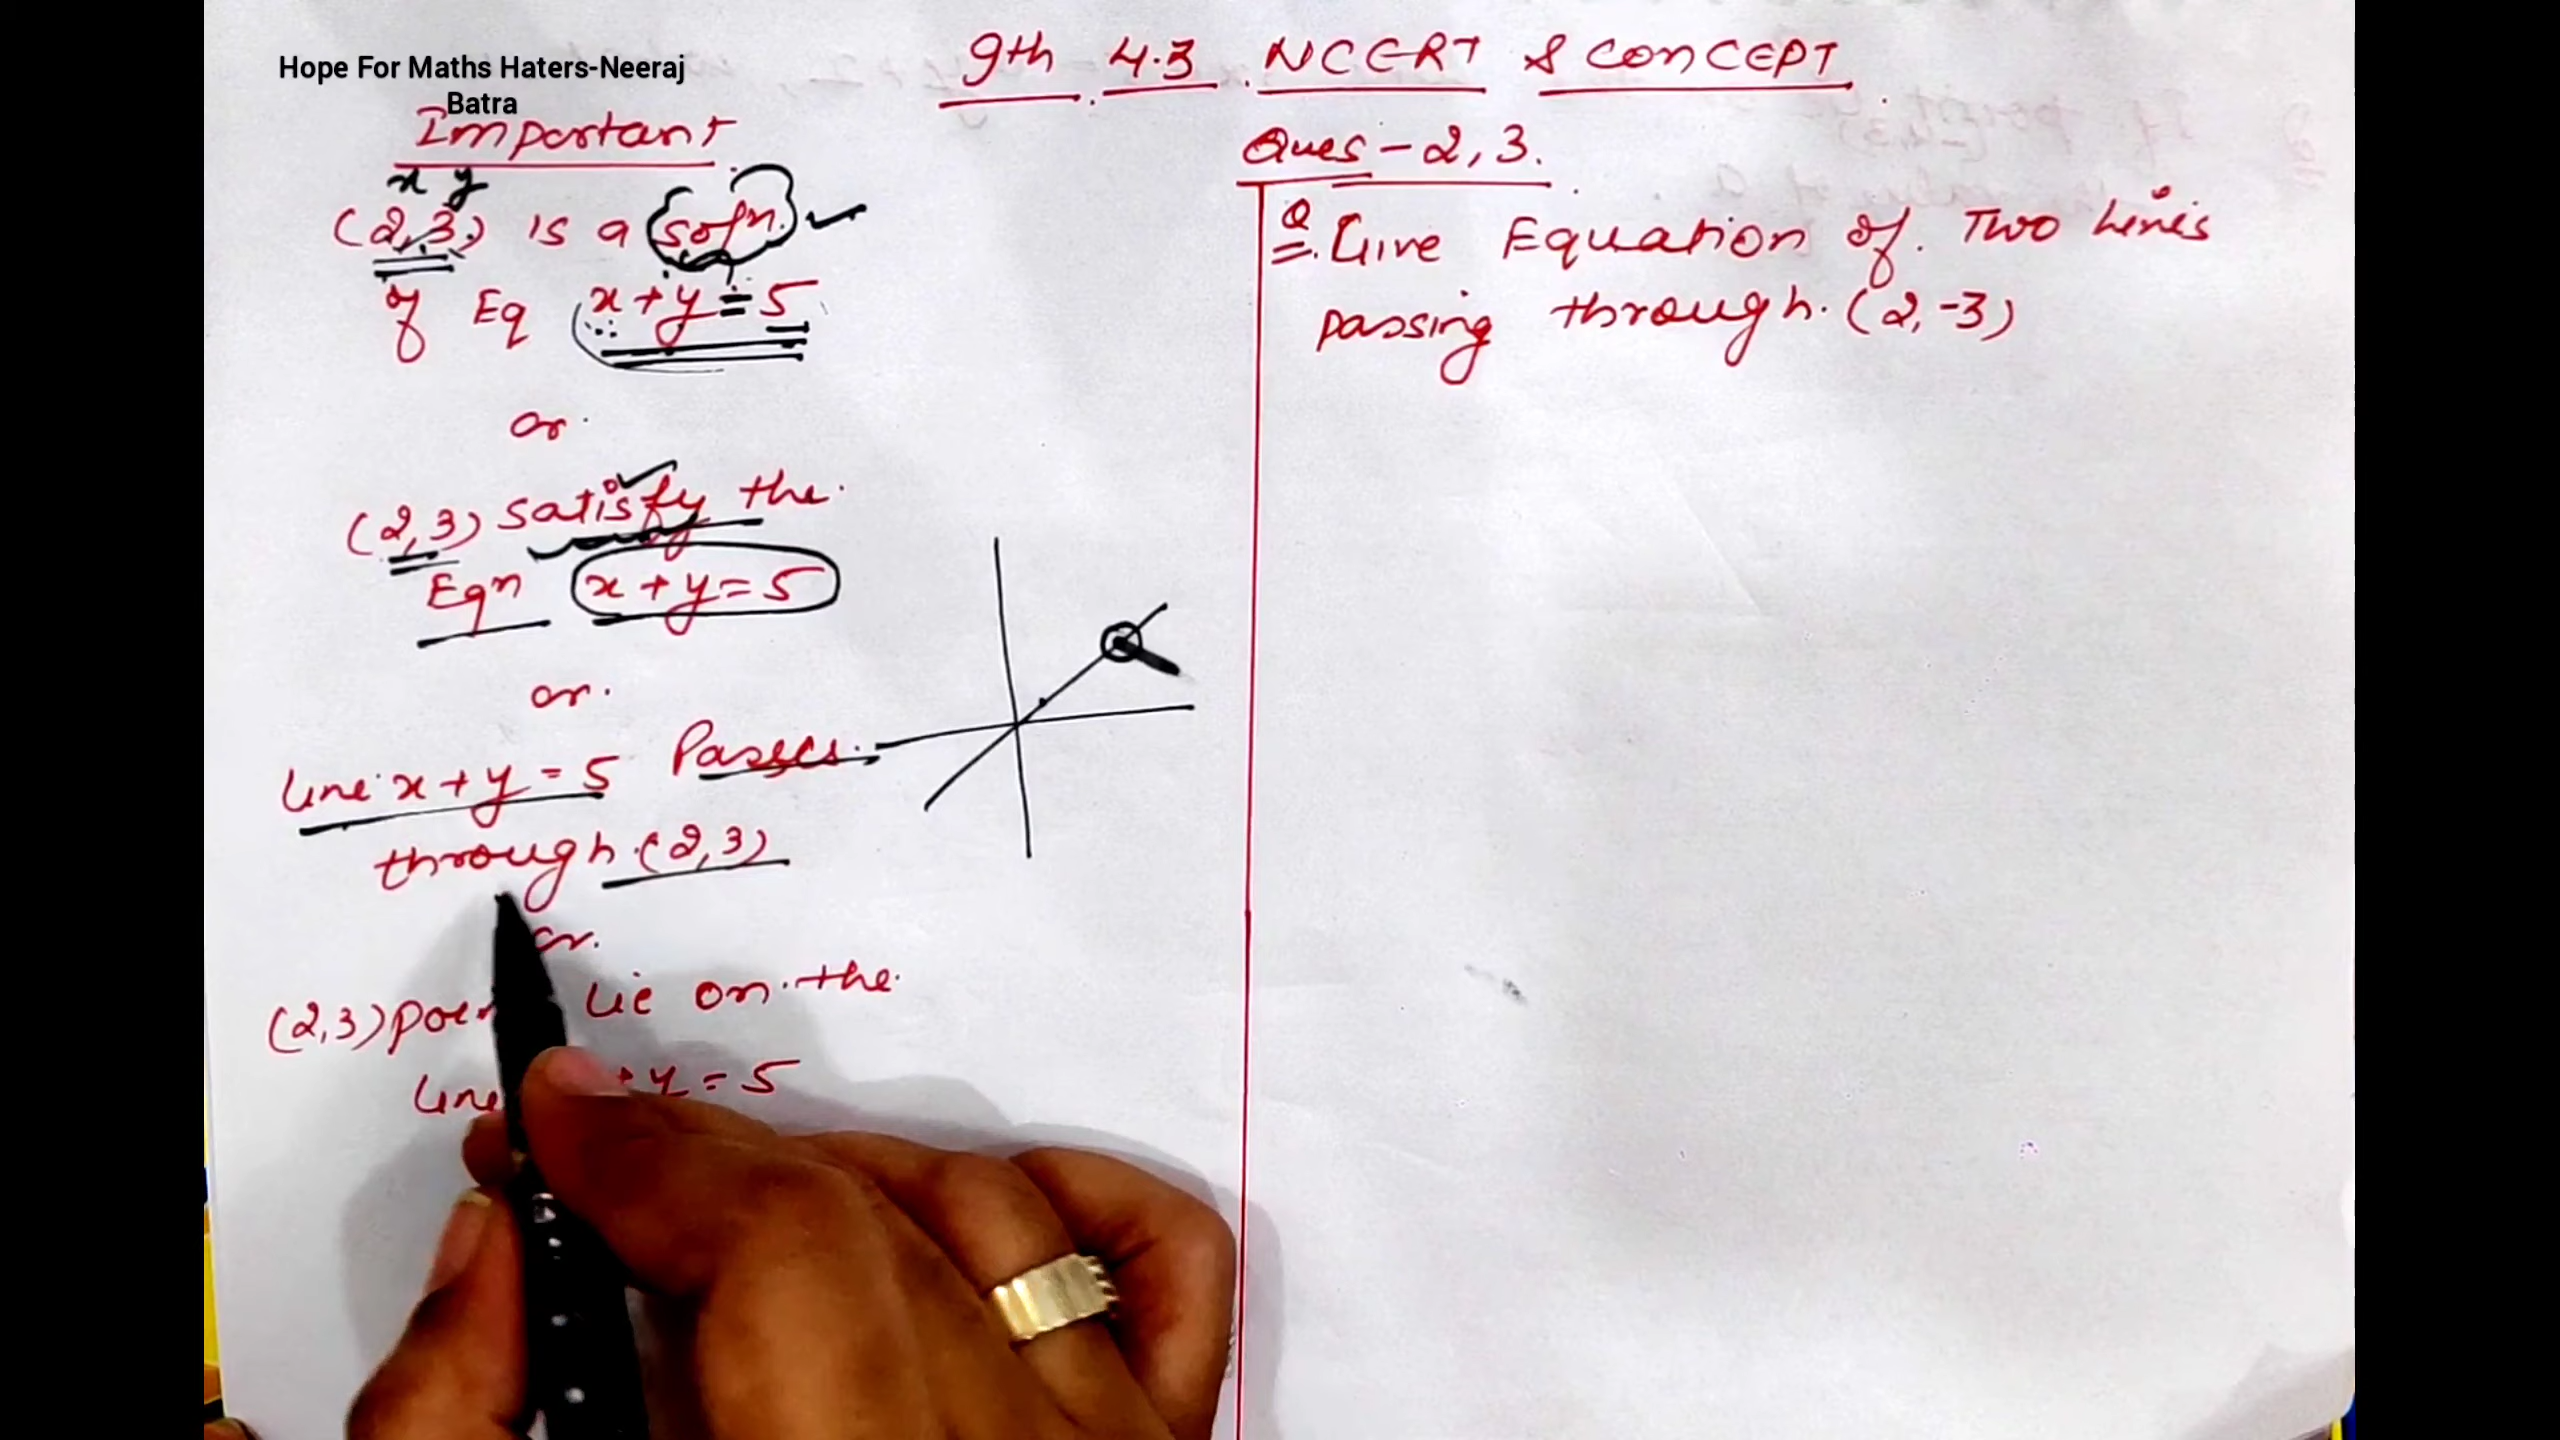 Hope For Maths Haters-Neeraj
Batra
9th 4.3 NCERT & CONCEPT
Important
x y
(2,3) is a soln.
of Eq x+y=5
or
(2,3) satisfy the
Eqn x+y=5
or
line x+y=5 Passes
through (2,3)
or
(2,3) lie on the
line +y=5
Ques-2,3.
Q. Give Equation of Two lines
passing through (2,-3)